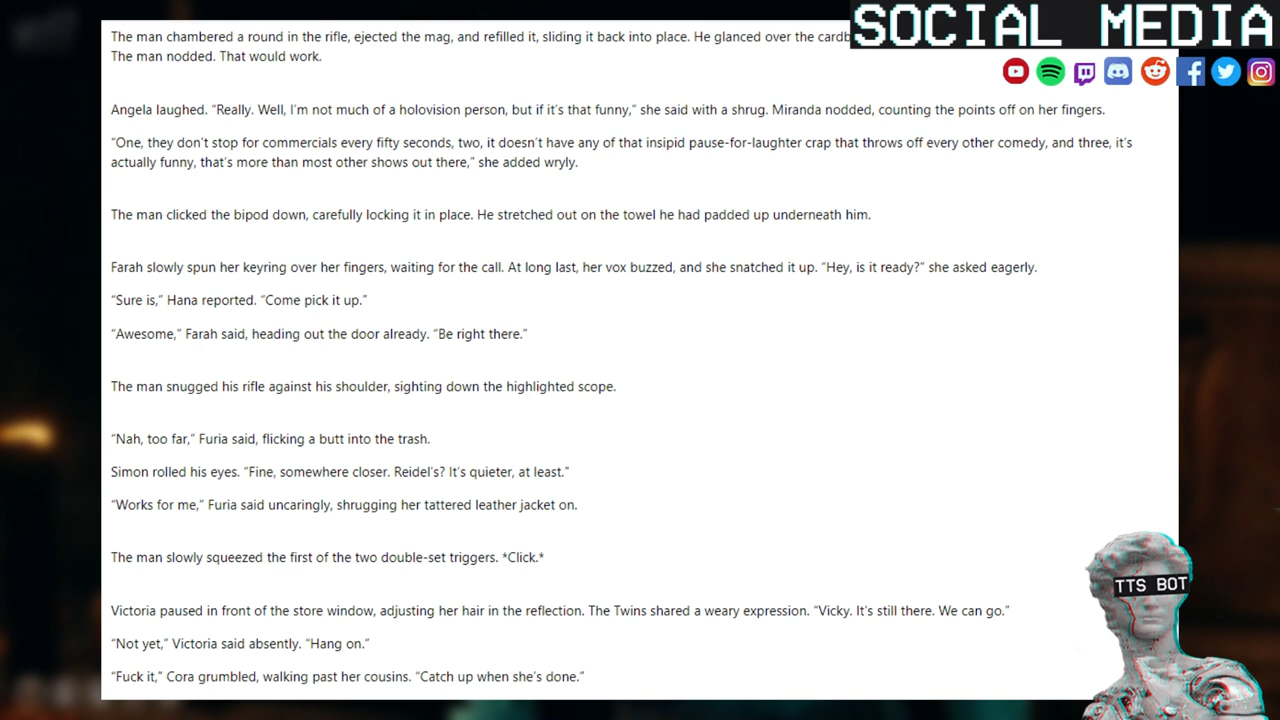 SOCIAL MEDIA
The man chambered a round in the rifle, ejected the mag, and refilled it, sliding it back into place. He glanced over the
The man nodded. That would work.
Angela laughed. “Really. Well, I’m not much of a holovision person, but if it’s that funny,” she said with a shrug. Miranda nodded, counting the points off on her fingers.
“One, they don’t stop for commercials every fifty seconds, two, it doesn’t have any of that insipid pause-for-laughter crap that throws off every other comedy, and three, it’s
actually funny, that’s more than most other shows out there,” she added wryly.
The man clicked the bipod down, carefully locking it in place. He stretched out on the towel he had padded up underneath him.
Farah slowly spun her keyring over her fingers, waiting for the call. At long last, her vox buzzed, and she snatched it up. “Hey, is it ready?” she asked eagerly.
“Sure is,” Hana reported. “Come pick it up.”
“Awesome,” Farah said, heading out the door already. “Be right there.”
The man snugged his rifle against his shoulder, sighting down the highlighted scope.
“Nah, too far,” Furia said, flicking a butt into the trash.
Simon rolled his eyes. “Fine, somewhere closer. Reidel’s? It’s quieter, at least.”
“Works for me,” Furia said uncaringly, shrugging her tattered leather jacket on.
The man slowly squeezed the first of the two double-set triggers. *Click.*
Victoria paused in front of the store window, adjusting her hair in the reflection. The Twins shared a weary expression. “Vicky. It’s still there. We can go.”
“Not yet,” Victoria said absently. “Hang on.”
“Fuck it,” Cora grumbled, walking past her cousins. “Catch up when she’s done.”
TTS BOT